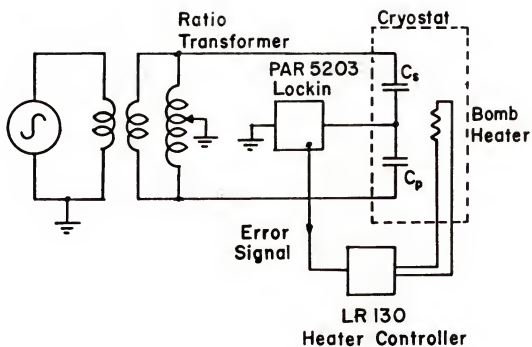 Ratio
Transformer
PAR 5203
Lockin
Cryostat
Cs
Bomb
Heater
Cp
Error
Signal
LR 130
Heater Controller